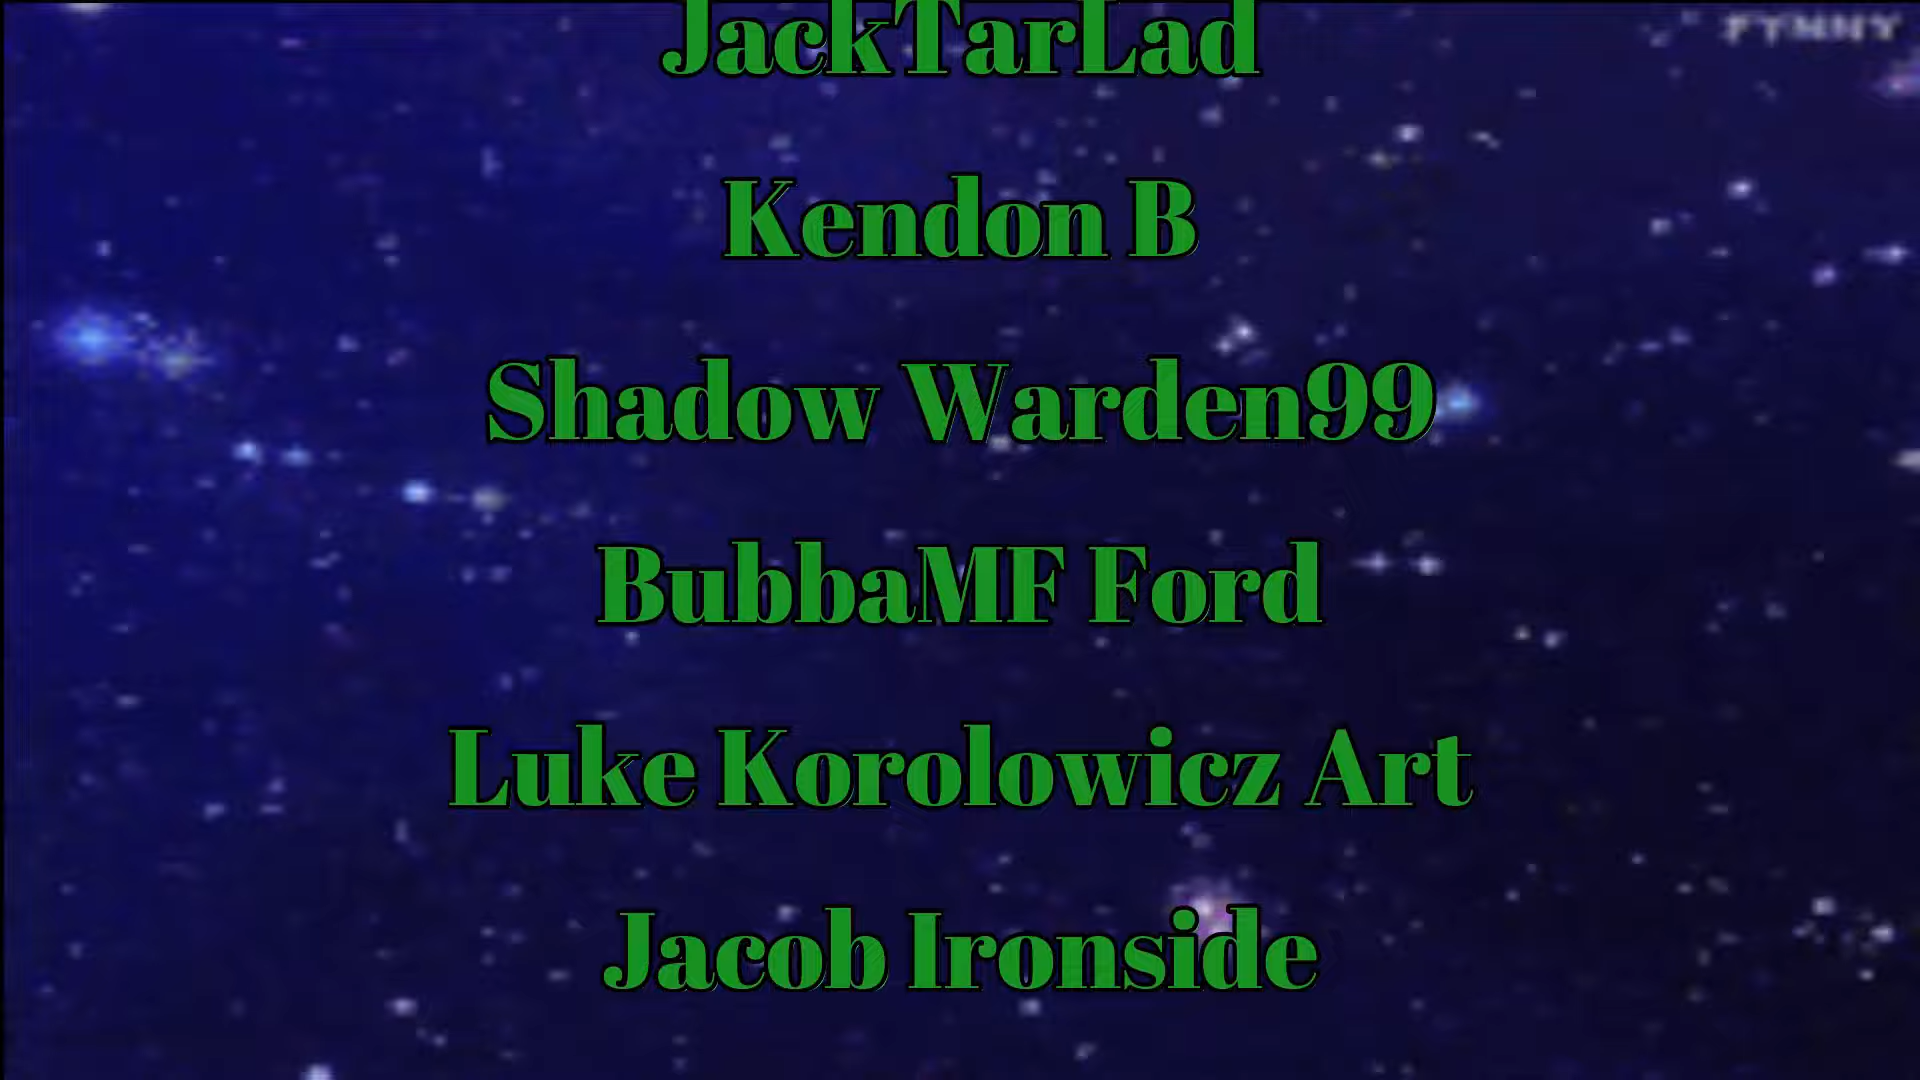 JackTarLad
Kendon B
Shadow Warden99
BubbaMF Ford
Luke Korolowicz Art
Jacob Ironside